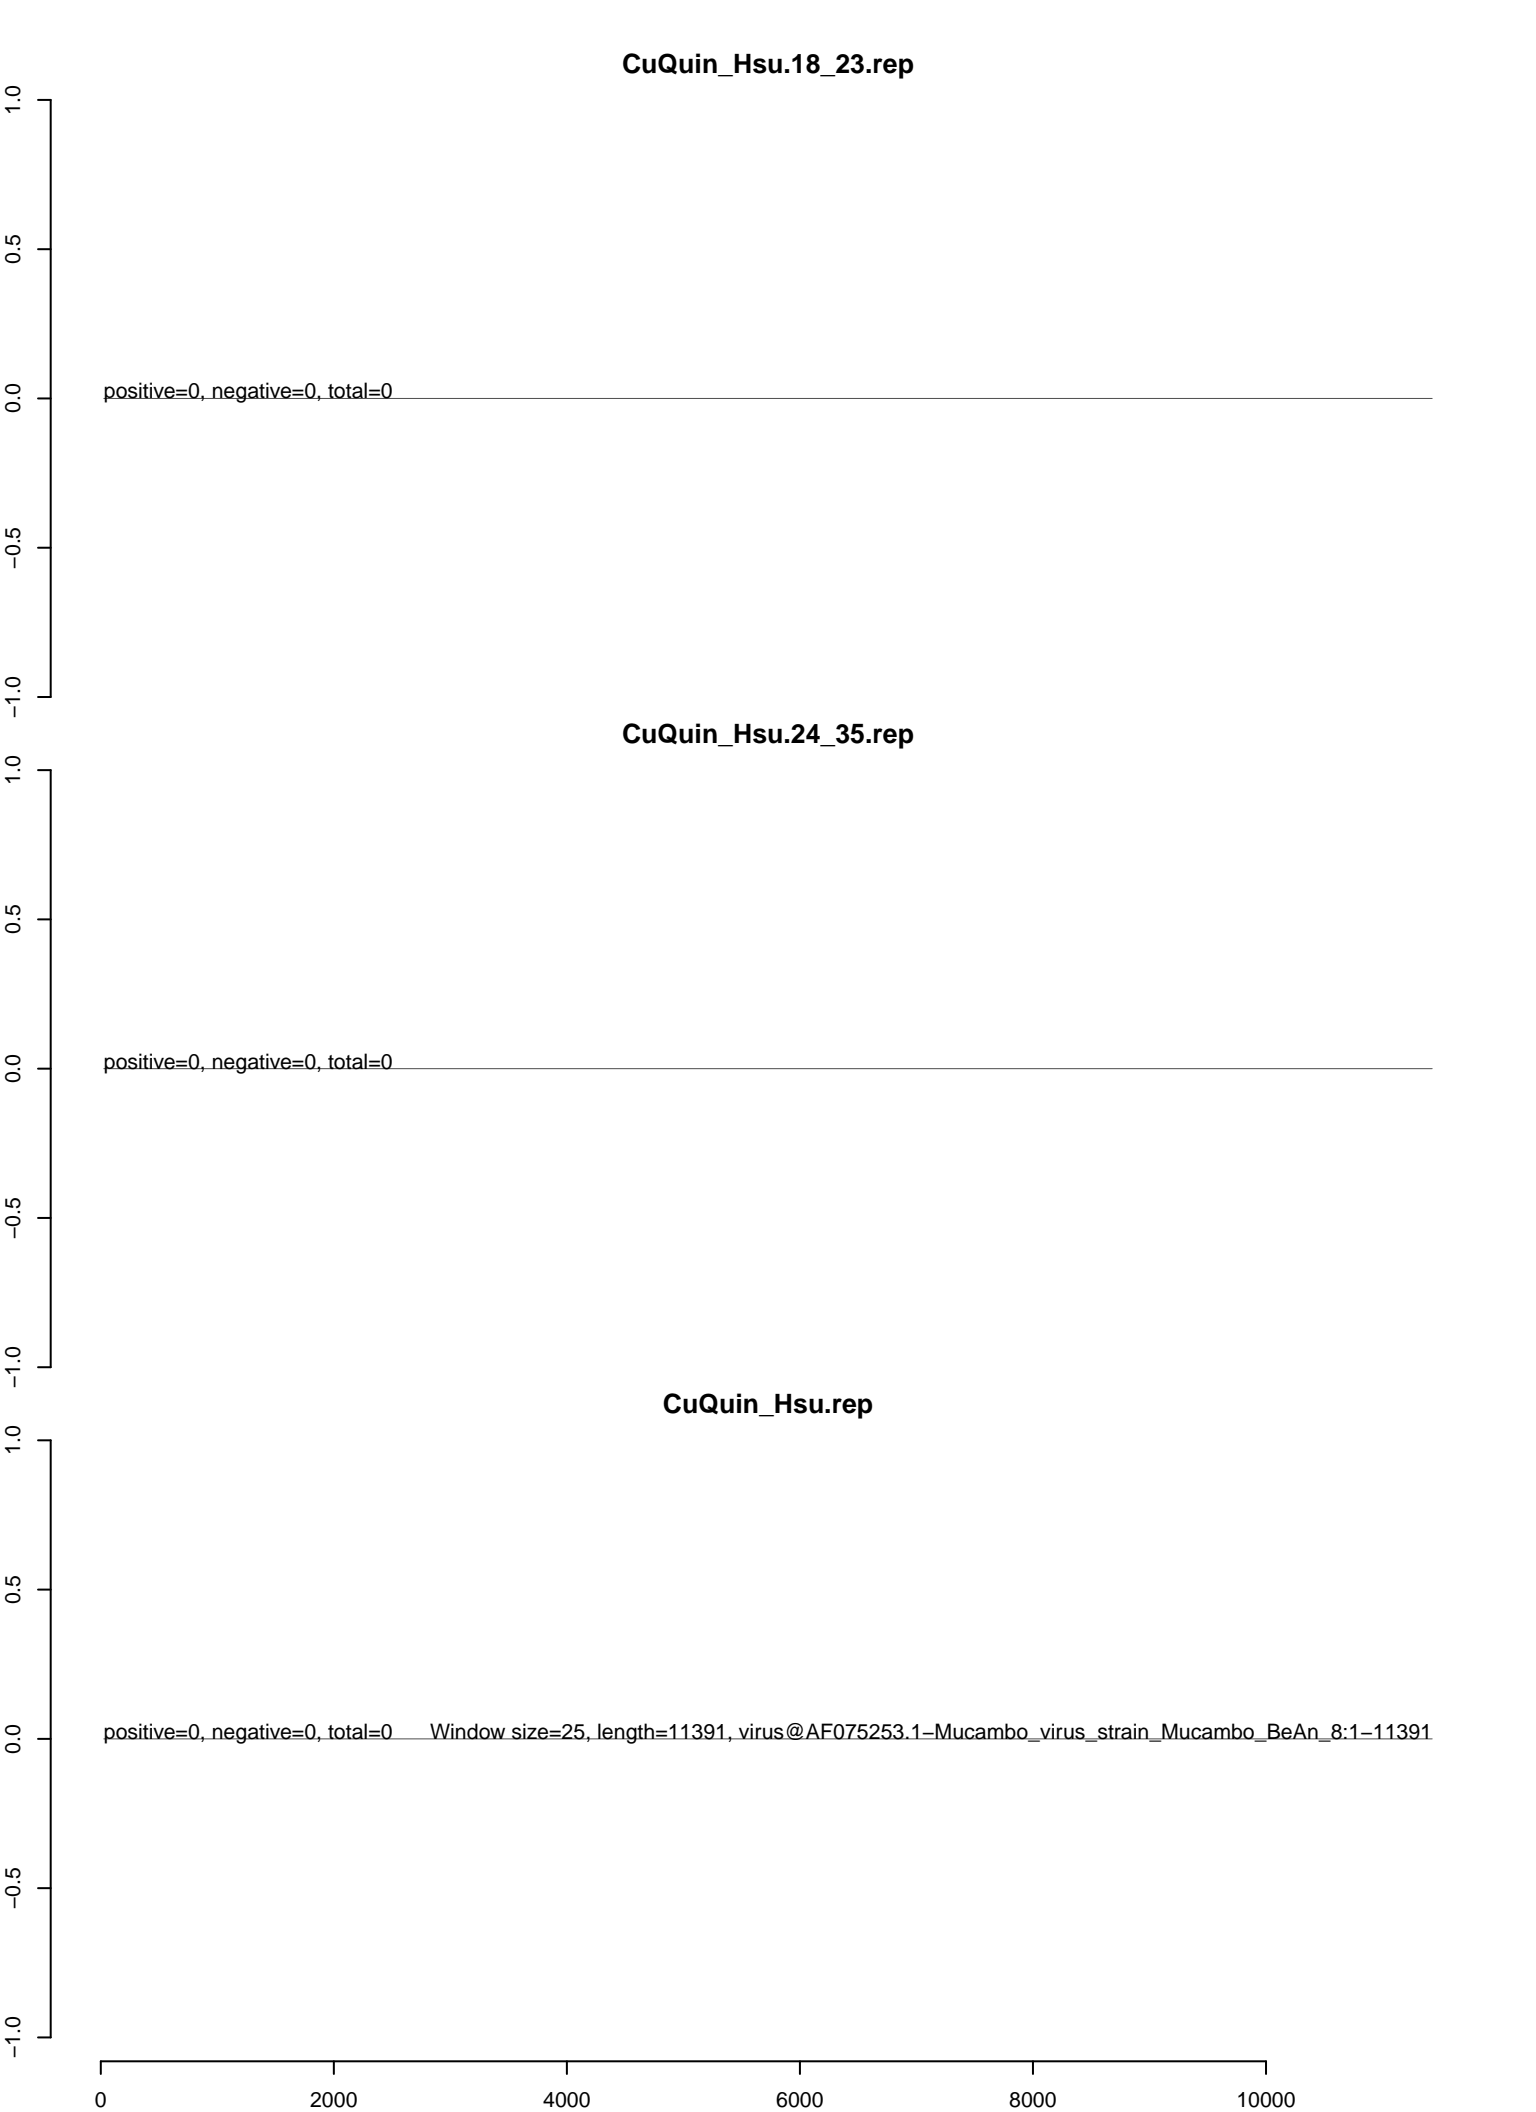 CuQuin_Hsu.18_23.rep
1.0
0.5
0.0
−0.5
−1.0
positive=0, negative=0, total=0
CuQuin_Hsu.24_35.rep
1.0
0.5
0.0
−0.5
−1.0
positive=0, negative=0, total=0
CuQuin_Hsu.rep
1.0
0.5
0.0
−0.5
−1.0
positive=0, negative=0, total=0 Window size=25, length=11391, virus@AF075253.1−Mucambo_virus_strain_Mucambo_BeAn_8:1−11391
0 2000 4000 6000 8000 10000